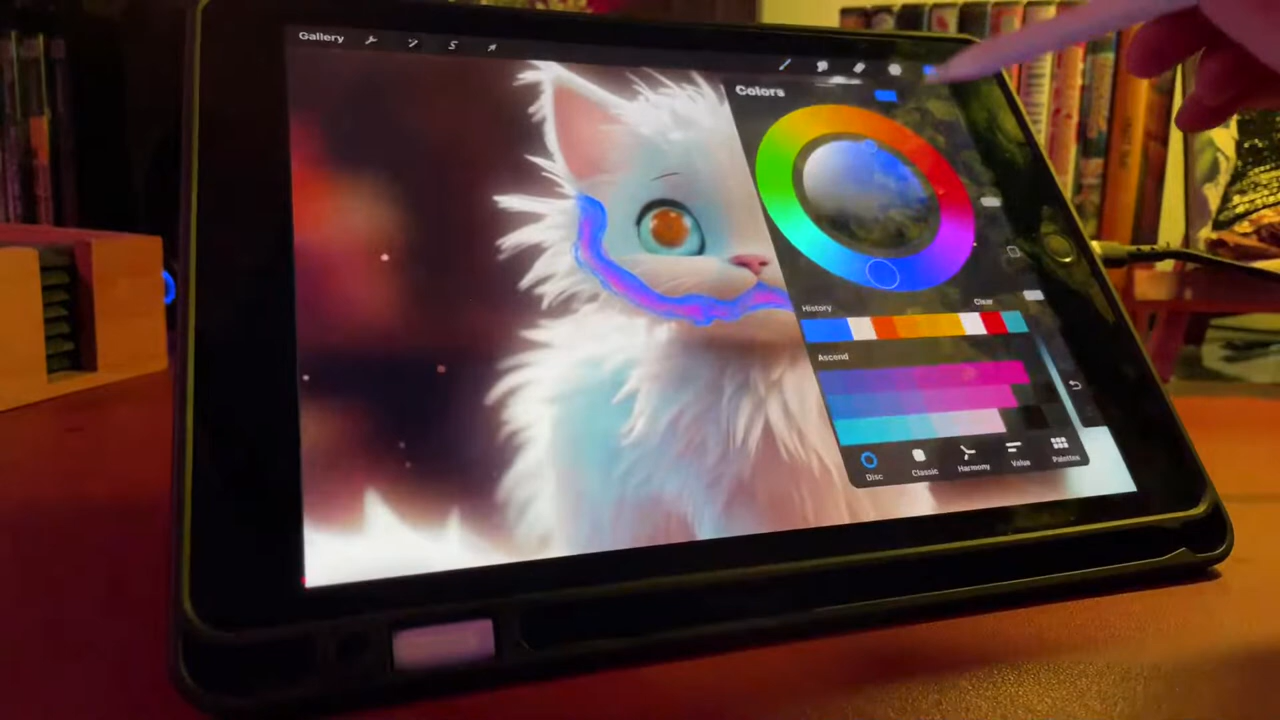 Gallery
Colors
History
Clear
Ascend
Disc
Classic
Harmony
Value
Palettes